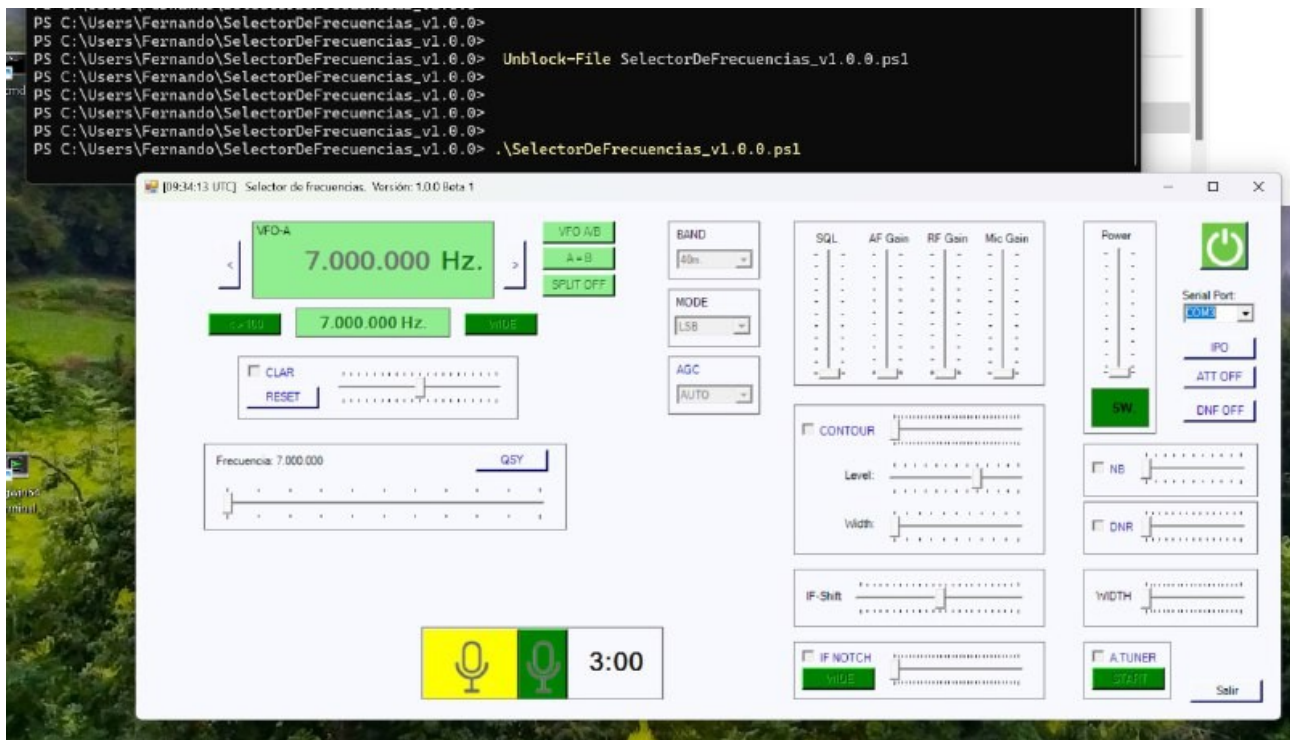 PS C:\Users\Fernando\SelectorDeFrecuencias_v1.0.0>
PS C:\Users\Fernando\SelectorDeFrecuencias_v1.0.0>
PS C:\Users\Fernando\SelectorDeFrecuencias_v1.0.0> Unblock-File SelectorDeFrecuencias_v1.0.0.ps1
PS C:\Users\Fernando\SelectorDeFrecuencias_v1.0.0>
PS C:\Users\Fernando\SelectorDeFrecuencias_v1.0.0>
PS C:\Users\Fernando\SelectorDeFrecuencias_v1.0.0>
PS C:\Users\Fernando\SelectorDeFrecuencias_v1.0.0>
PS C:\Users\Fernando\SelectorDeFrecuencias_v1.0.0> .\SelectorDeFrecuencias_v1.0.0.ps1
[09:34:13 UTC] Selector de frecuencias. Versión: 1.0.0 Beta 1
VFO-A
< 7.000.000 Hz. >
VFO A/B
A = B
SPLIT OFF
7.000.000 Hz.
WIDE
CLAR
RESET
Frecuencia: 7.000.000
QSY
BAND
40m.
MODE
LSB
AGC
AUTO
SQL AF Gain RF Gain Mic Gain
CONTOUR
Level:
Width:
IF-Shift
IF NOTCH
WIDE
Power
5W.
Serial Port:
COM3
IPO
ATT OFF
DNF OFF
NB
DNR
WIDTH
A.TUNER
START
Salir
3:00